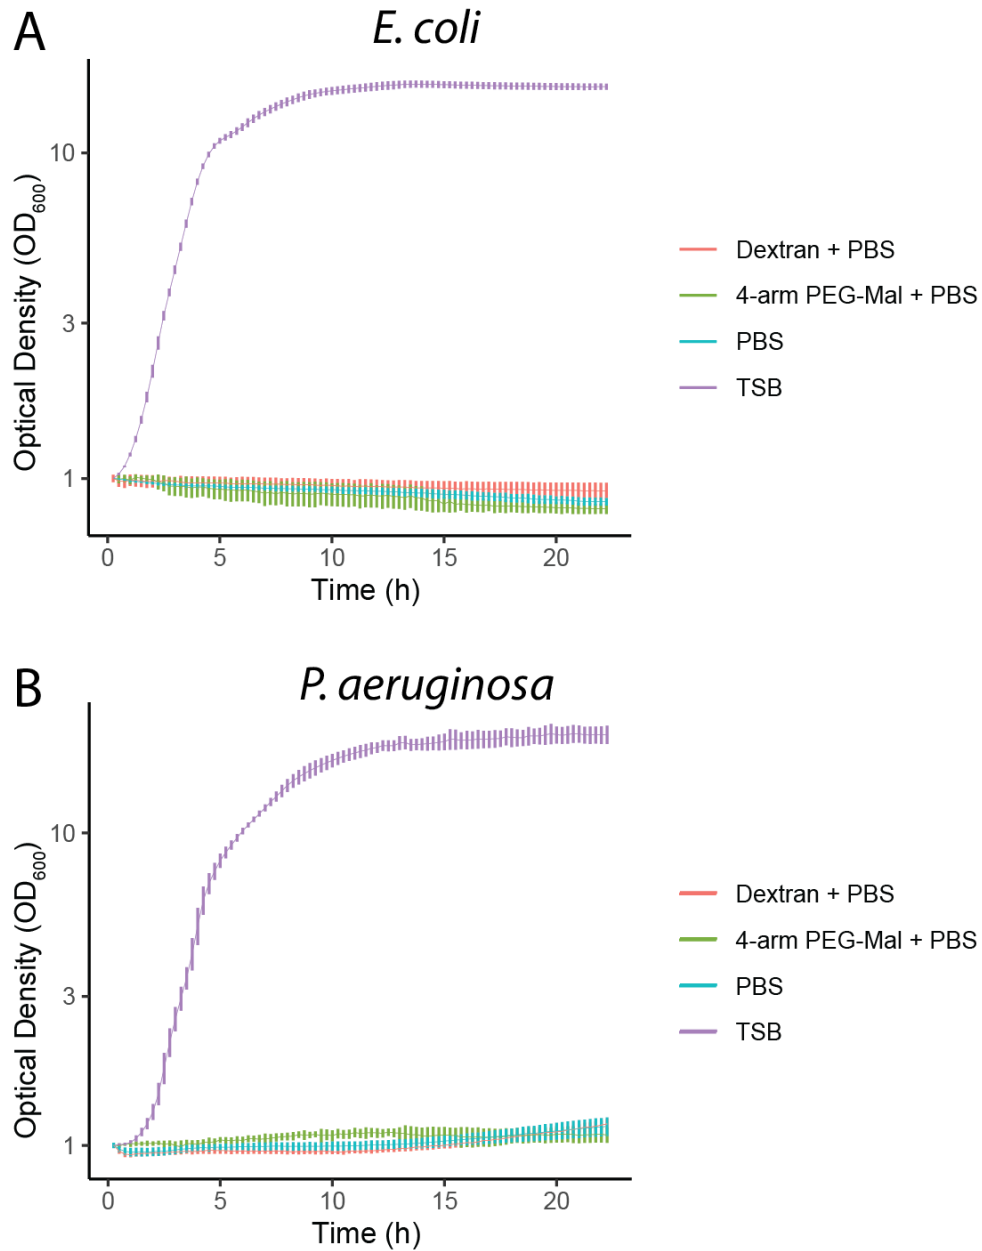 A
E. coli
Optical Density (OD600)
10
3
1
0 5 10 15 20
Time (h)
Dextran + PBS
4-arm PEG-Mal + PBS
PBS
TSB
B
P. aeruginosa
Optical Density (OD600)
10
3
1
0 5 10 15 20
Time (h)
Dextran + PBS
4-arm PEG-Mal + PBS
PBS
TSB